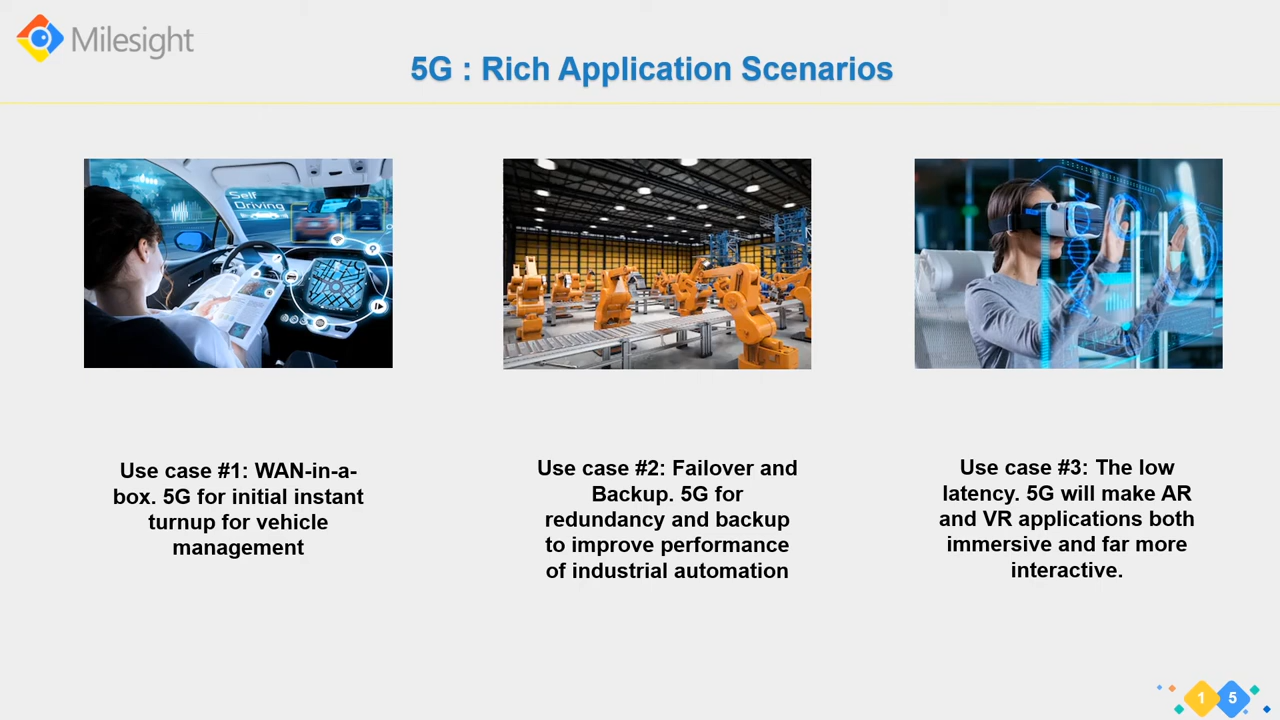 Milesight
5G : Rich Application Scenarios
Self
Driving
Use case #1: WAN-in-a-
box. 5G for initial instant
turnup for vehicle
management
Use case #2: Failover and
Backup. 5G for
redundancy and backup
to improve performance
of industrial automation
Use case #3: The low
latency. 5G will make AR
and VR applications both
immersive and far more
interactive.
1 5